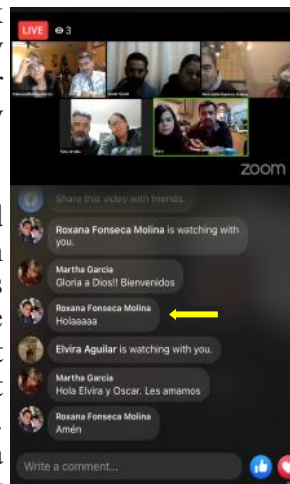 LIVE 3
zoom
Share this video with friends.
Roxana Fonseca Molina is watching with
you.
Martha Garcia
Gloria a Dios!! Bienvenidos
Roxana Fonseca Molina
Holaaaaa
Elvira Aguilar is watching with you.
Martha Garcia
Hola Elvira y Oscar. Les amamos
Roxana Fonseca Molina
Amén
Write a comment...